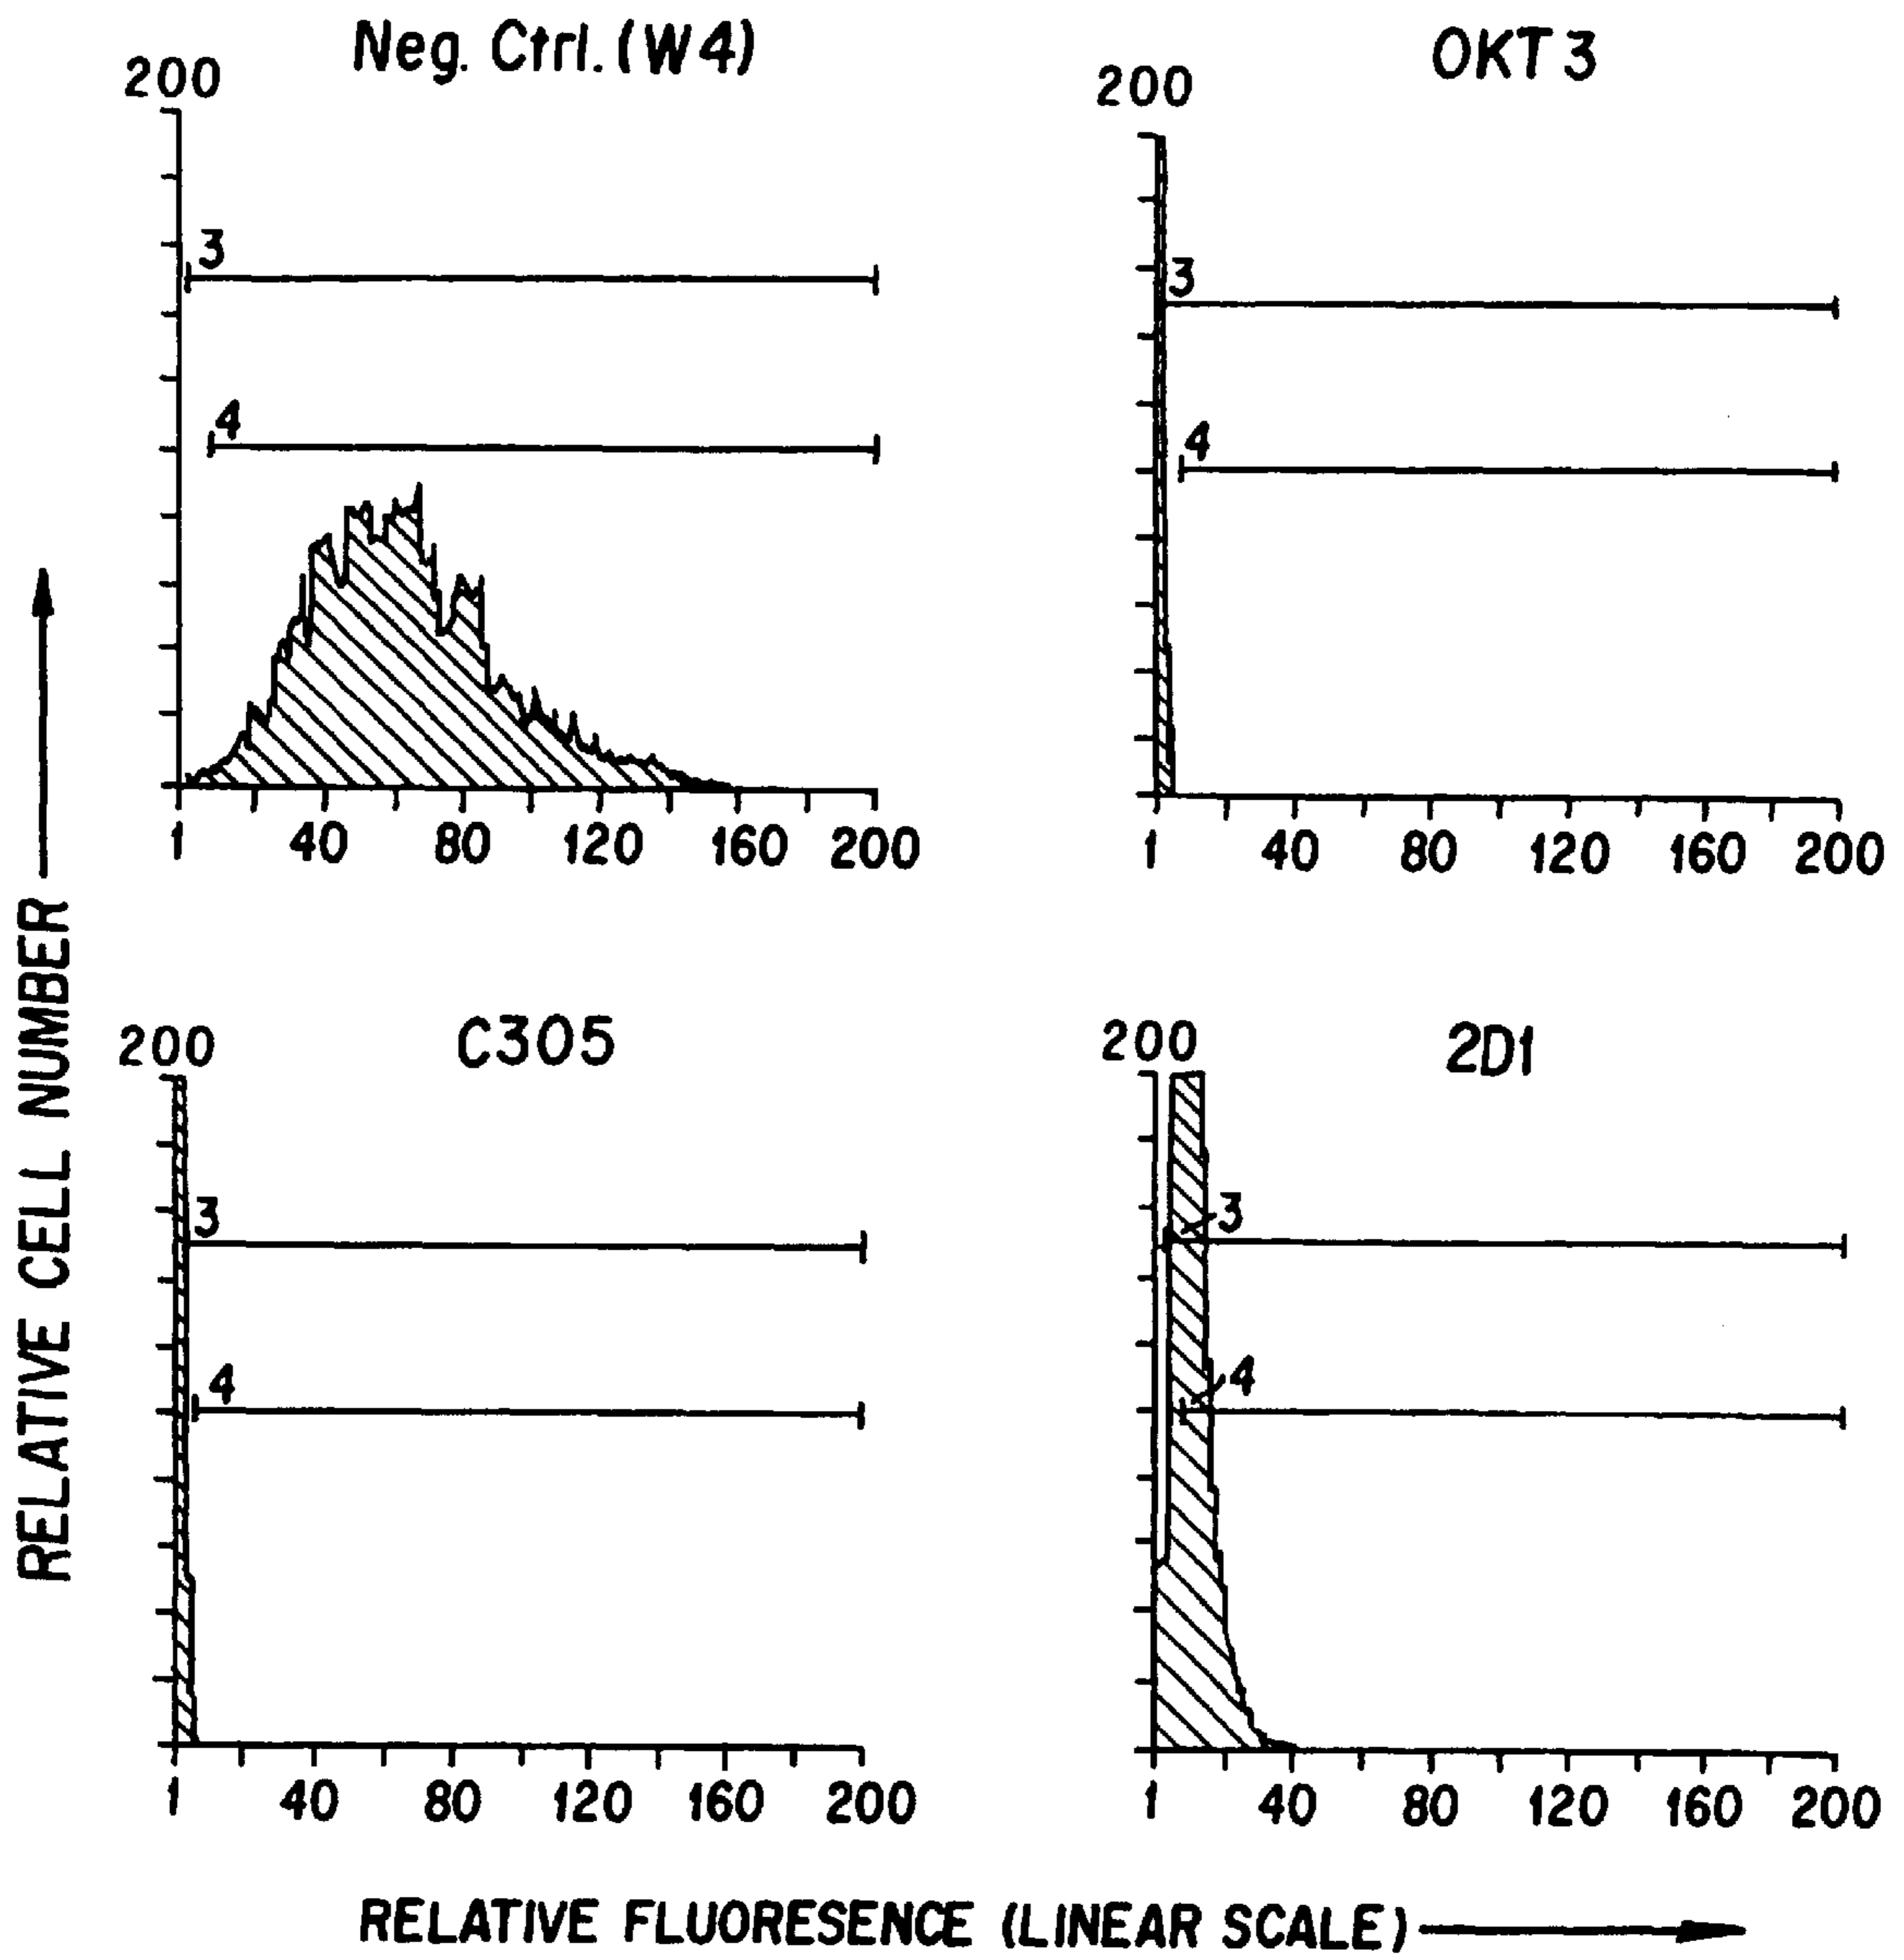 Neg. Ctrl. (W4)
200
3
4
1 40 80 120 160 200
OKT3
200
3
4
1 40 80 120 160 200
C305
200
3
4
1 40 80 120 160 200
2D1
200
3
4
1 40 80 120 160 200
RELATIVE CELL NUMBER
RELATIVE FLUORESENCE (LINEAR SCALE)